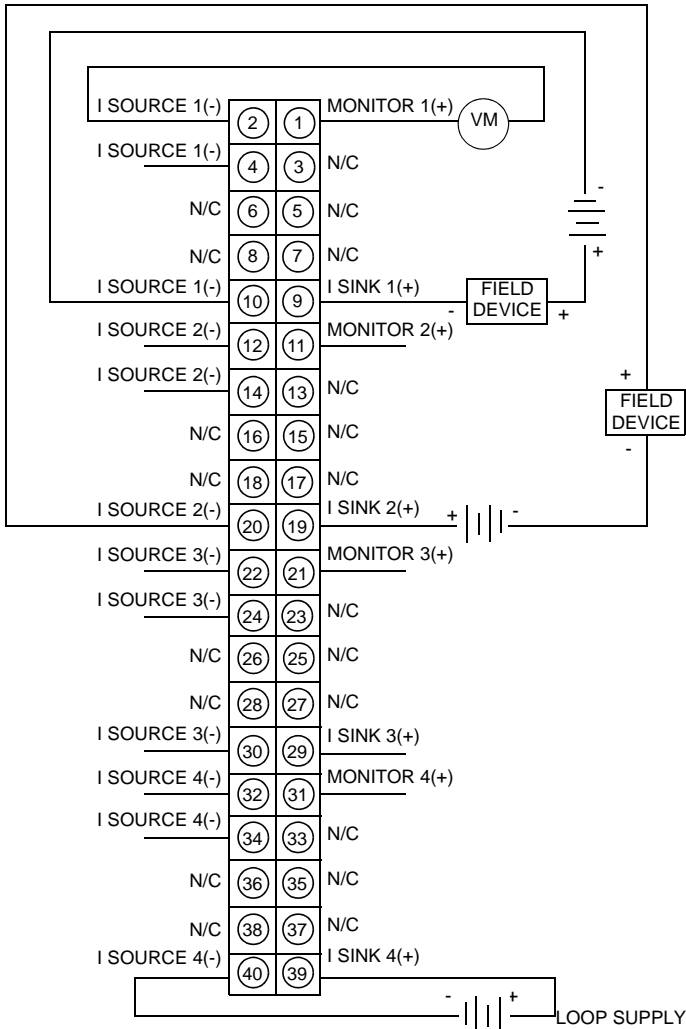 I SOURCE 1(-) 2 1 MONITOR 1(+) VM
I SOURCE 1(-) 4 3 N/C
N/C 6 5 N/C -
N/C 8 7 N/C +
I SOURCE 1(-) 10 9 I SINK 1(+) - FIELD DEVICE +
I SOURCE 2(-) 12 11 MONITOR 2(+)
I SOURCE 2(-) 14 13 N/C
+
FIELD
DEVICE
-
N/C 16 15 N/C
N/C 18 17 N/C
I SOURCE 2(-) 20 19 I SINK 2(+) + -
I SOURCE 3(-) 22 21 MONITOR 3(+)
I SOURCE 3(-) 24 23 N/C
N/C 26 25 N/C
N/C 28 27 N/C
I SOURCE 3(-) 30 29 I SINK 3(+)
I SOURCE 4(-) 32 31 MONITOR 4(+)
I SOURCE 4(-) 34 33 N/C
N/C 36 35 N/C
N/C 38 37 N/C
I SOURCE 4(-) 40 39 I SINK 4(+)
- + LOOP SUPPLY